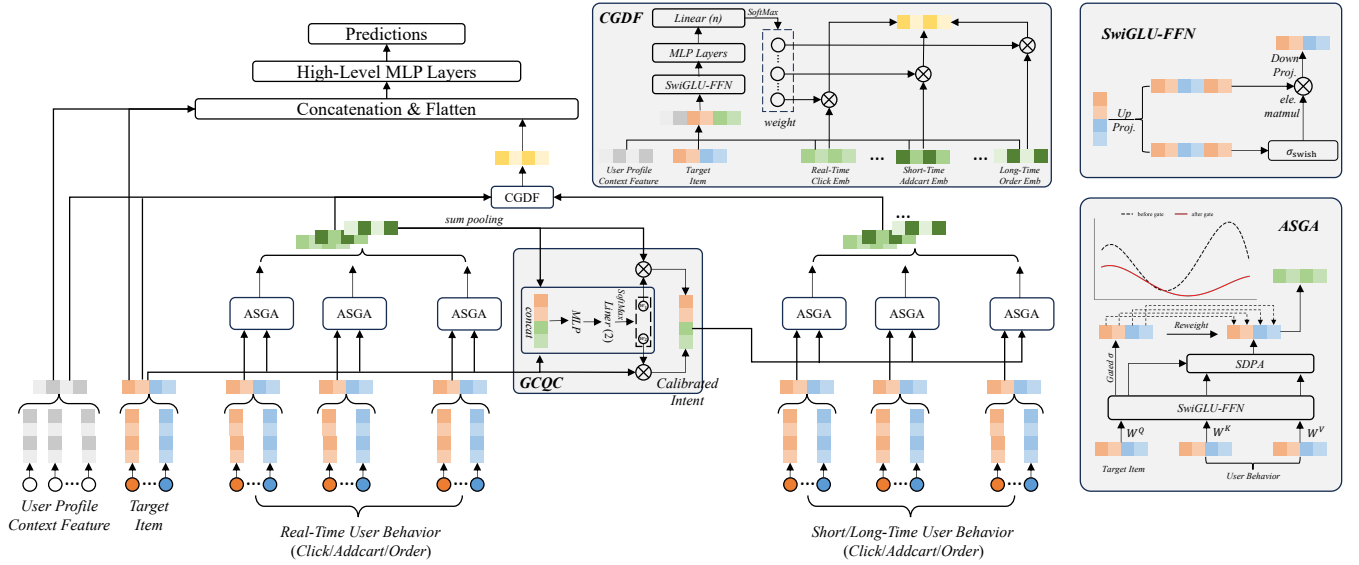 Predictions
High-Level MLP Layers
Concatenation & Flatten
CGDF
sum pooling
ASGA
ASGA
ASGA
concat
MLP
Liner (2)
SoftMax
GCQC
Calibrated
Intent
...
ASGA
ASGA
ASGA
User Profile
Context Feature
Target
Item
Real-Time User Behavior
(Click/Addcart/Order)
Short/Long-Time User Behavior
(Click/Addcart/Order)
CGDF
Linear (n)
SoftMax
MLP Layers
SwiGLU-FFN
weight
User Profile
Context Feature
Target
Item
Real-Time
Click Emb
...
Short-Time
Addcart Emb
...
Long-Time
Order Emb
SwiGLU-FFN
Down
Proj.
Up
Proj.
ele.
matmul
σswish
before gate
after gate
ASGA
Reweight
Gated σ
SDPA
SwiGLU-FFN
W^Q
W^K
W^V
Target Item
User Behavior